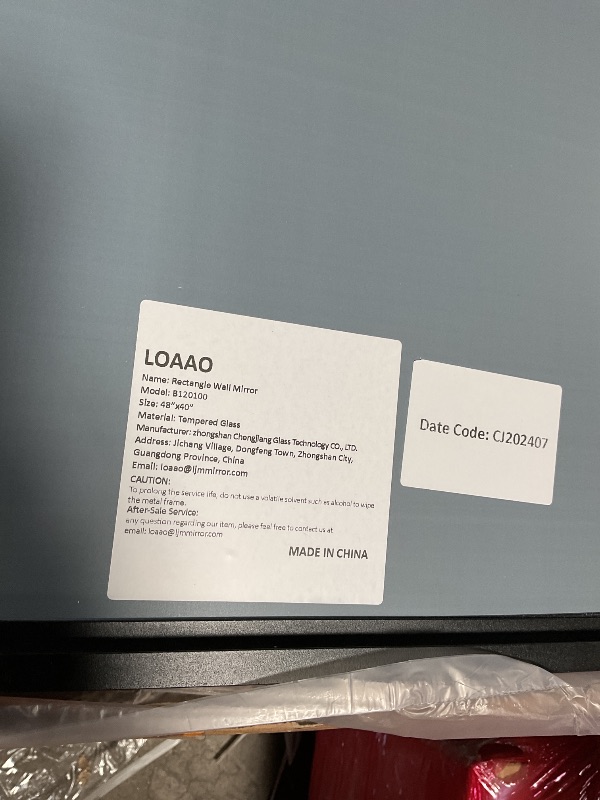 LOAAO
Name: Rectangle Wall Mirror
Model: B120100
Size: 48"x40"
Material: Tempered Glass
Manufacturer: zhongshan Chengjiang Glass Technology CO., LTD.
Address: Jichang Village, Dongfeng Town, Zhongshan City,
Guangdong Province, China
Email: loaao@ljmmirror.com
CAUTION:
To prolong the service life, do not use a volatile solvent such as alcohol to wipe
the metal frame.
After-Sale Service:
any question regarding our item, please feel free to contact us at
email: loaao@ljmmirror.com
MADE IN CHINA
Date Code: CJ202407